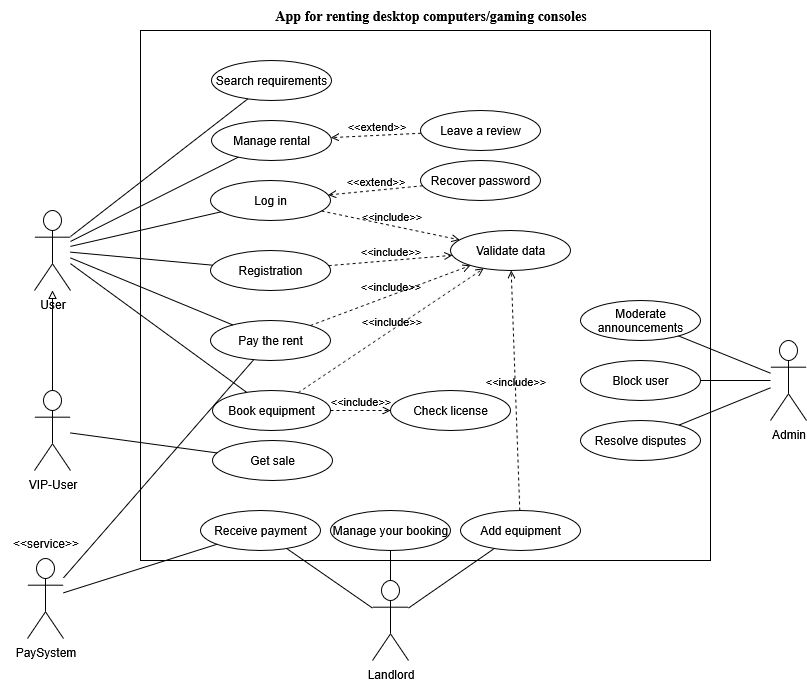 App for renting desktop computers/gaming consoles
Search requirements
Manage rental
<<extend>>
Leave a review
Log in
<<extend>>
Recover password
<<include>>
Validate data
Registration
<<include>>
<<include>>
User
Pay the rent
<<include>>
Moderate
announcements
Block user
Book equipment
<<include>>
Check license
<<include>>
Admin
Resolve disputes
Get sale
VIP-User
Receive payment
Manage your booking
Add equipment
<<service>>
PaySystem
Landlord